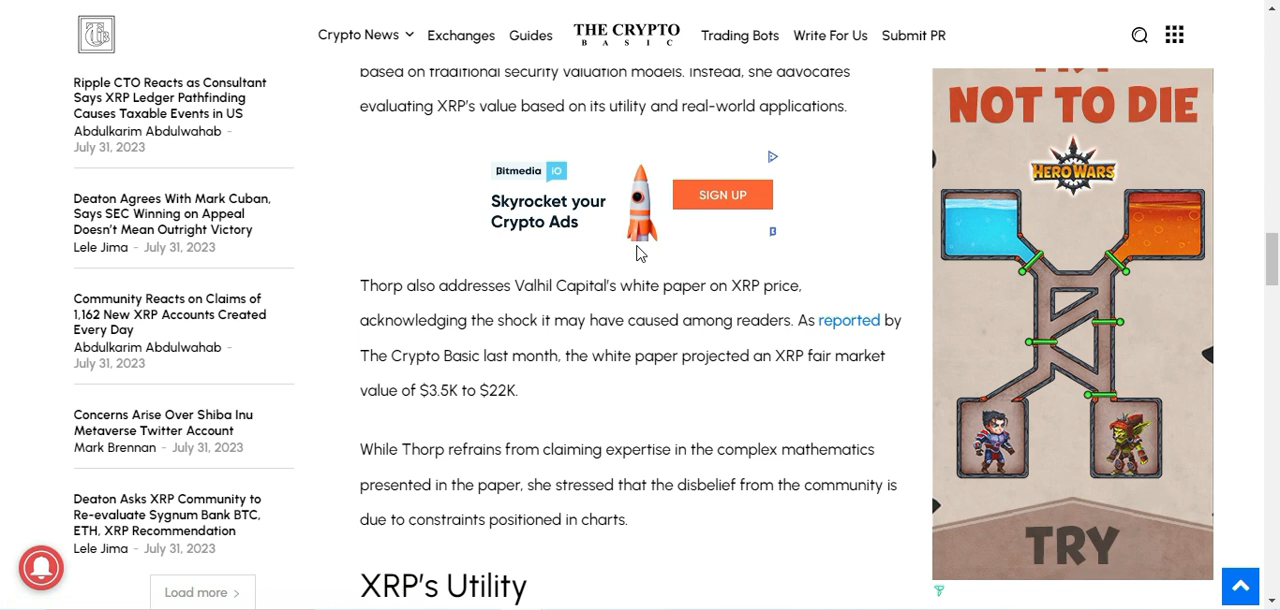 Crypto News
Exchanges
Guides
THE CRYPTO
BASIC
Trading Bots
Write For Us
Submit PR
Ripple CTO Reacts as Consultant
Says XRP Ledger Pathfinding
Causes Taxable Events in US
Abdulkarim Abdulwahab -
July 31, 2023
Deaton Agrees With Mark Cuban,
Says SEC Winning on Appeal
Doesn't Mean Outright Victory
Lele Jima - July 31, 2023
Community Reacts on Claims of
1,162 New XRP Accounts Created
Every Day
Abdulkarim Abdulwahab -
July 31, 2023
Concerns Arise Over Shiba Inu
Metaverse Twitter Account
Mark Brennan - July 31, 2023
Deaton Asks XRP Community to
Re-evaluate Sygnum Bank BTC,
ETH, XRP Recommendation
Lele Jima - July 31, 2023
Load more
based on traditional security valuation models. Instead, she advocates
evaluating XRP's value based on its utility and real-world applications.
Bitmedia IO
Skyrocket your
Crypto Ads
SIGN UP
Thorp also addresses Valhil Capital's white paper on XRP price,
acknowledging the shock it may have caused among readers. As reported by
The Crypto Basic last month, the white paper projected an XRP fair market
value of $3.5K to $22K.
While Thorp refrains from claiming expertise in the complex mathematics
presented in the paper, she stressed that the disbelief from the community is
due to constraints positioned in charts.
XRP's Utility
NOT TO DIE
HERO WARS
TRY